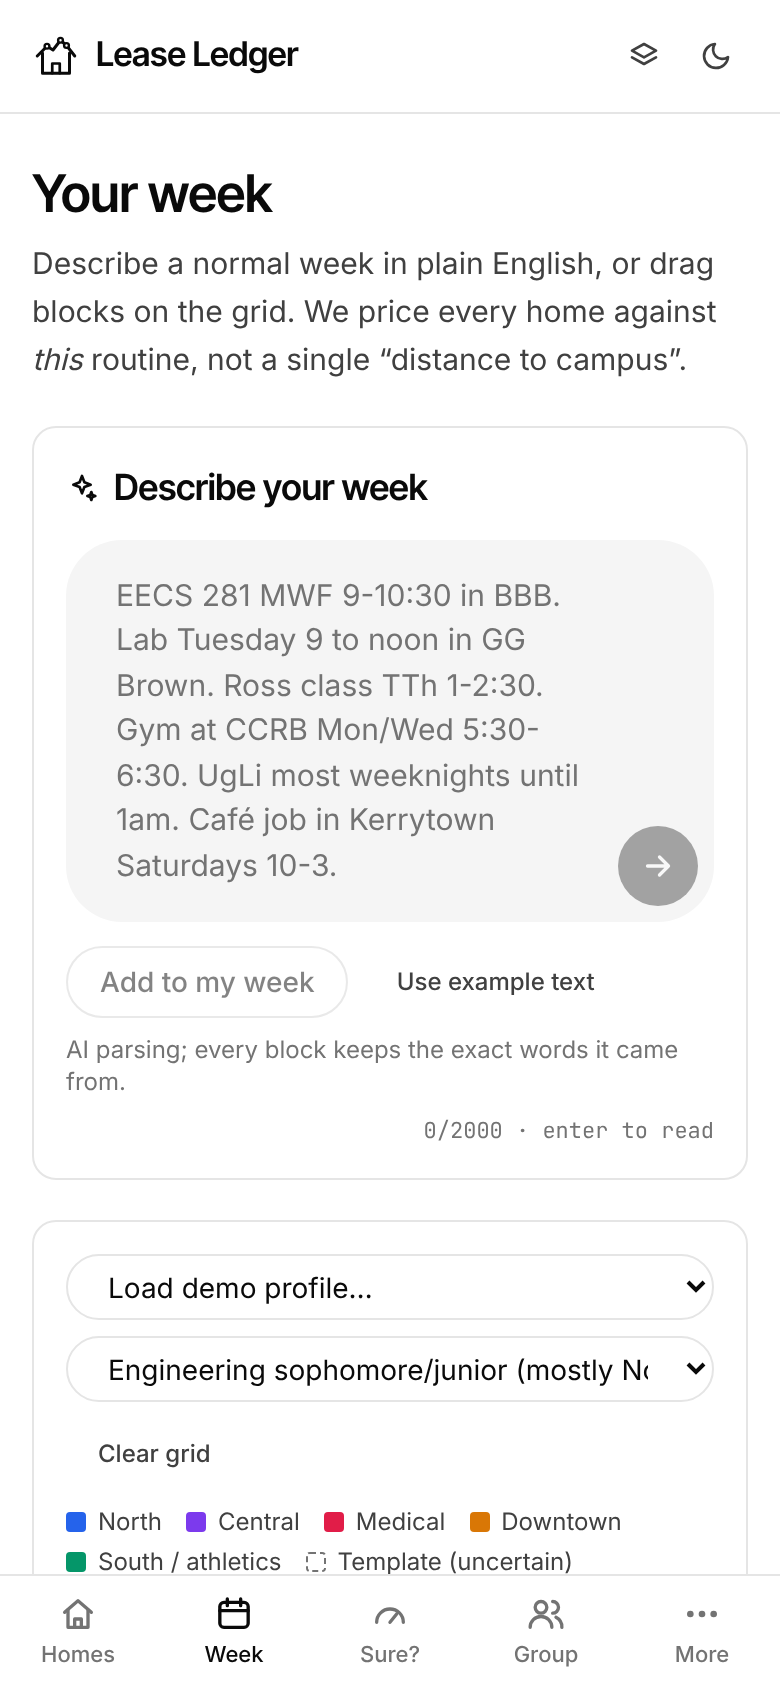 Lease Ledger
Your week
Describe a normal week in plain English, or drag
blocks on the grid. We price every home against
this routine, not a single “distance to campus”.
Describe your week
EECS 281 MWF 9-10:30 in BBB.
Lab Tuesday 9 to noon in GG
Brown. Ross class TTh 1-2:30.
Gym at CCRB Mon/Wed 5:30-
6:30. UgLi most weeknights until
1am. Café job in Kerrytown
Saturdays 10-3.
Add to my week
Use example text
AI parsing; every block keeps the exact words it came
from.
0/2000 · enter to read
Load demo profile…
Engineering sophomore/junior (mostly
Clear grid
North Central Medical Downtown
South / athletics Template (uncertain)
Homes Week Sure? Group More